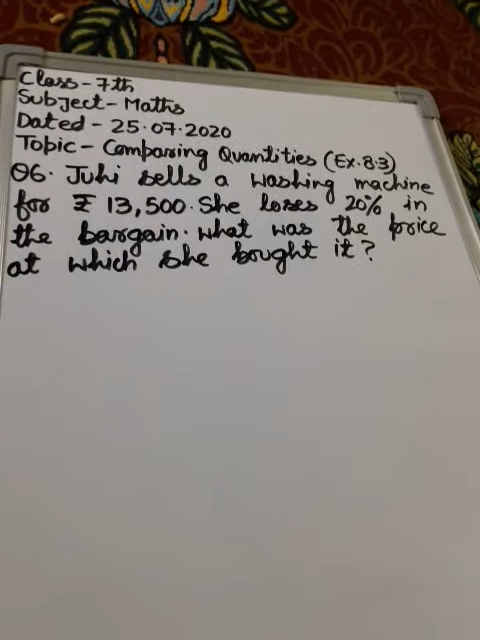 Class-7th
Subject-Maths
Dated-25.07.2020
Topic-Comparing Quantities (Ex.8.3)
Q6. Juhi sells a washing machine
for ₹ 13,500. She loses 20% in
the bargain. what was the price
at which she bought it?